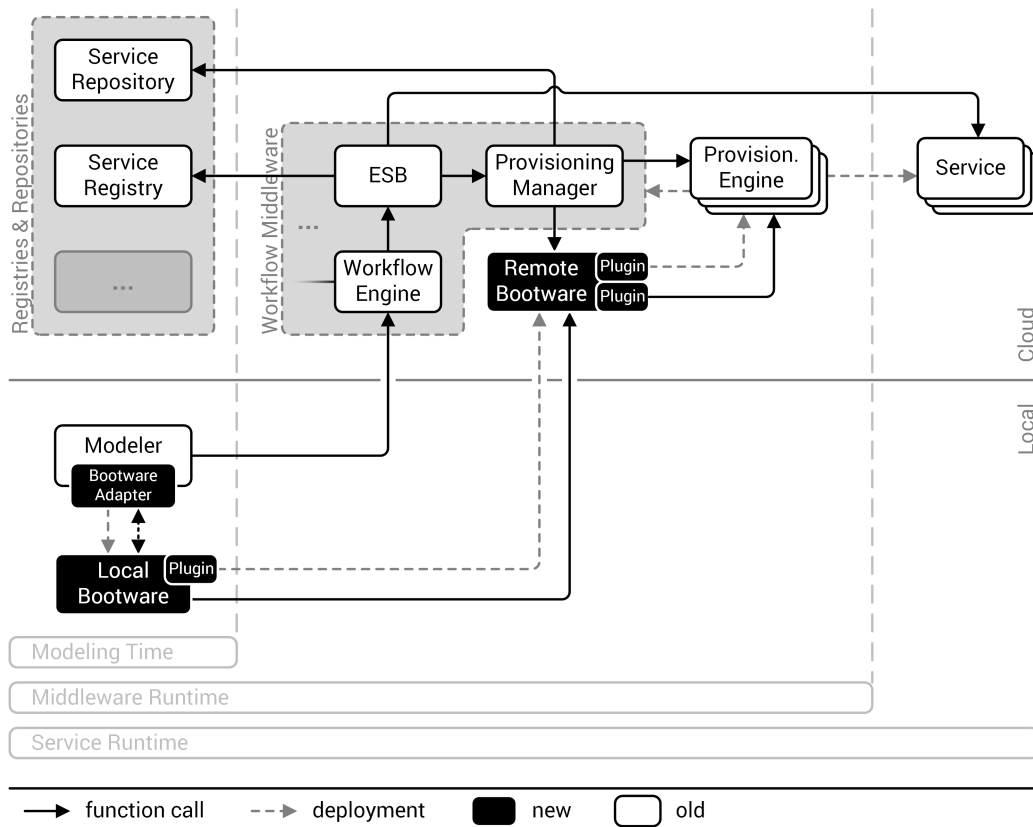 Registries & Repositories
Service
Repository
Service
Registry
...
Workflow Middleware
ESB
...
Workflow
Engine
Provisioning
Manager
Provision.
Engine
Service
Remote
Bootware
Plugin
Plugin
Cloud
Local
Modeler
Bootware
Adapter
Local
Bootware
Plugin
Modeling Time
Middleware Runtime
Service Runtime
function call
deployment
new
old